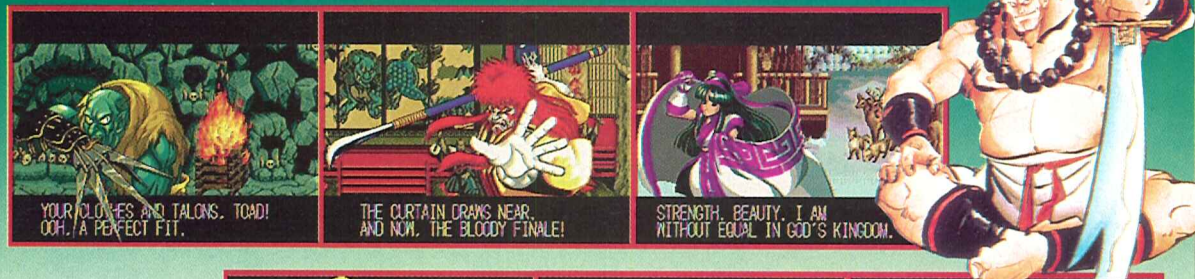 YOUR CLOTHES AND TALONS. TOAD!
OOH. A PERFECT FIT.
THE CURTAIN DRAWS NEAR.
AND NOW. THE BLOODY FINALE!
STRENGTH. BEAUTY. I AM
WITHOUT EQUAL IN GOD'S KINGDOM.